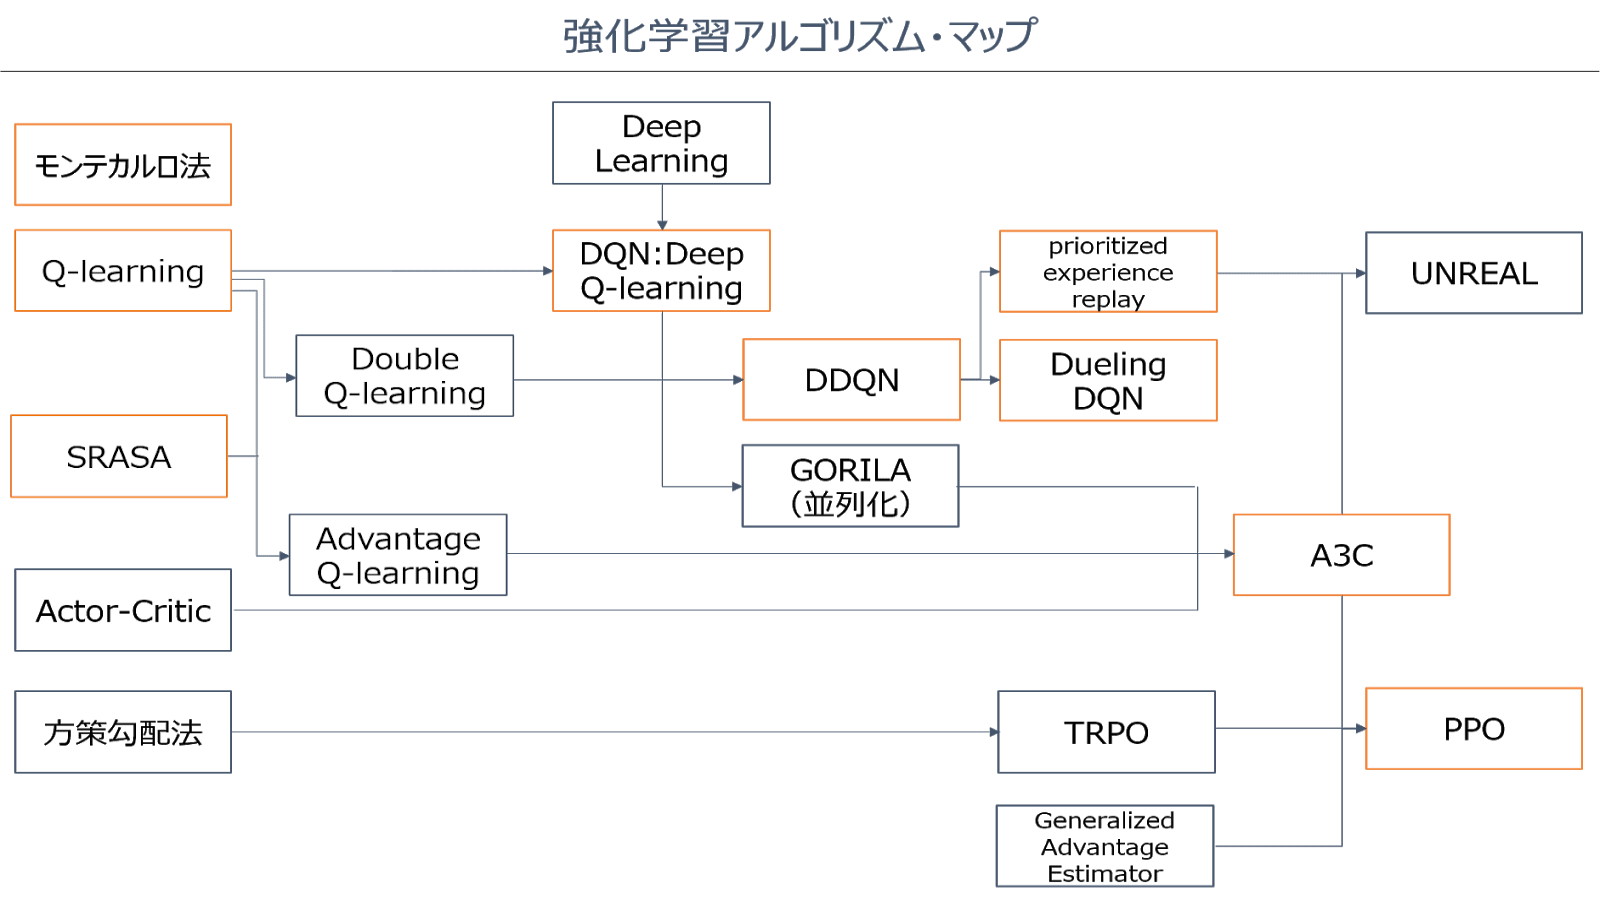 強化学習アルゴリズム・マップ
Deep
Learning
モンテカルロ法
Q-learning
DQN:Deep
Q-learning
prioritized
experience
replay
UNREAL
Double
Q-learning
DDQN
Dueling
DQN
SRASA
GORILA
（並列化）
Advantage
Q-learning
A3C
Actor-Critic
方策勾配法
TRPO
PPO
Generalized
Advantage
Estimator